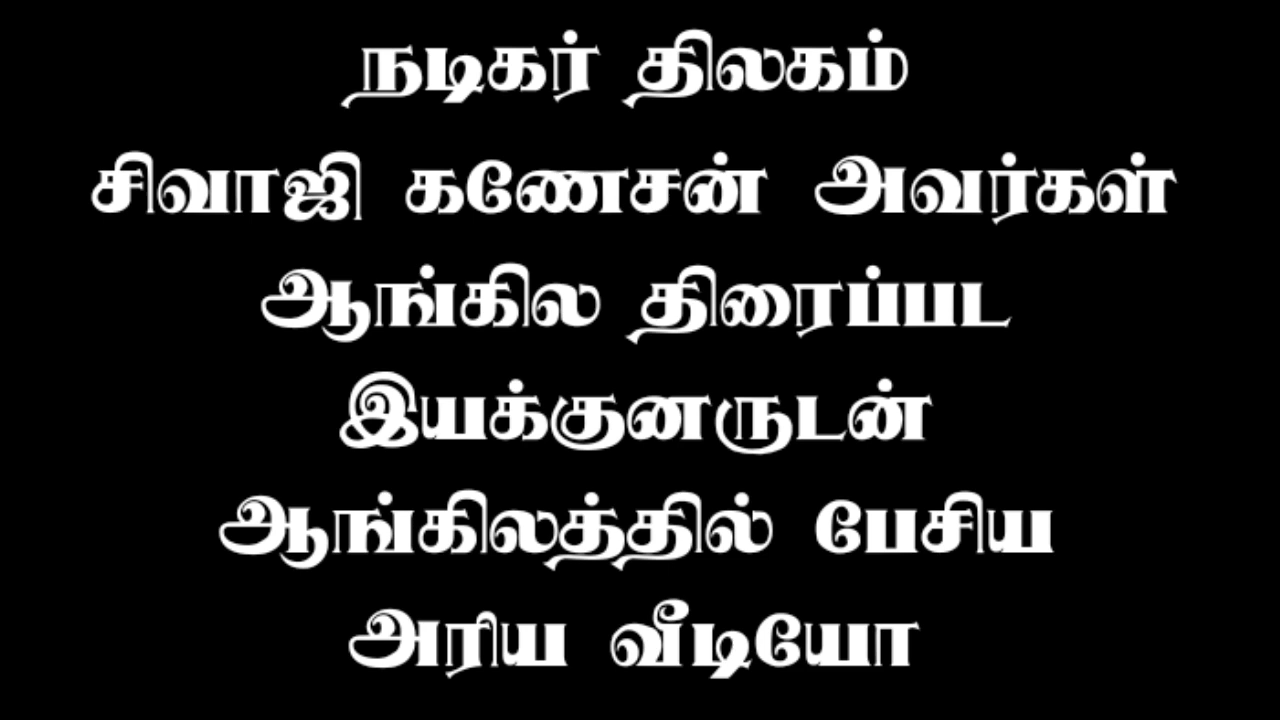 நடிகர் திலகம்
சிவாஜி கணேசன் அவர்கள்
ஆங்கில திரைப்பட
இயக்குனருடன்
ஆங்கிலத்தில் பேசிய
அரிய வீடியோ